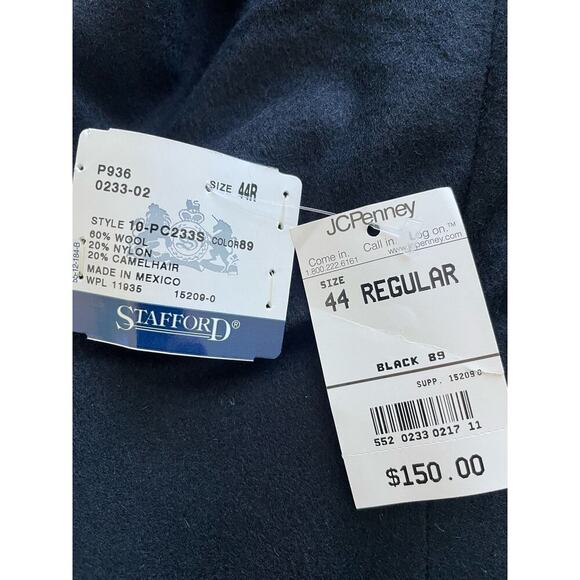 P936
0233-02
SIZE 44R
STYLE 10-PC233S COLOR89
60% WOOL
20% NYLON
20% CAMELHAIR
MADE IN MEXICO
WPL 11935 15209-0
STAFFORD®
JCPenney
Come in. Call in. Log on.™
1.800.222.6161 jcpenney.com
SIZE
44 REGULAR
BLACK 89
SUPP. 15209 0
552 0233 0217 11
$150.00